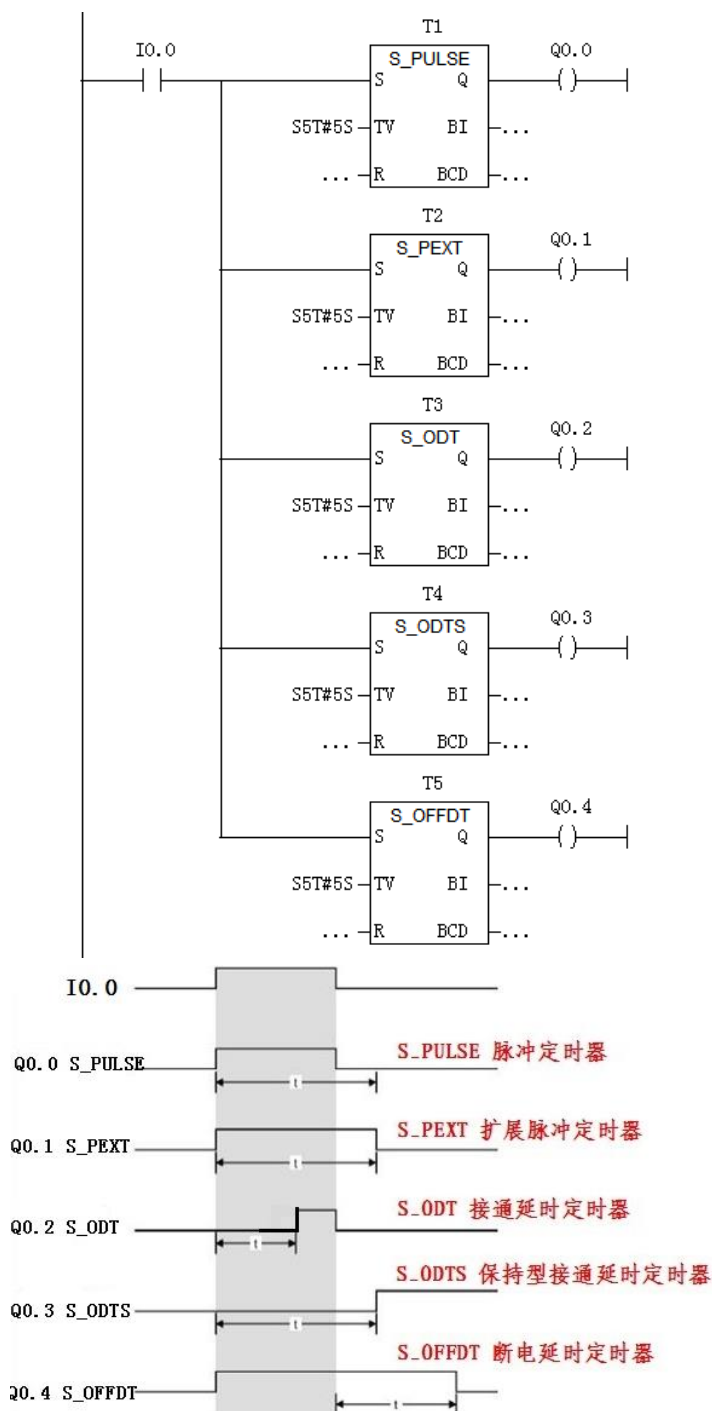 T1
I0.0
S_PULSE
Q0.0
S Q
S5T#5S TV BI ...
... R BCD ...
T2
S_PEXT
Q0.1
S Q
S5T#5S TV BI ...
... R BCD ...
T3
S_ODT
Q0.2
S Q
S5T#5S TV BI ...
... R BCD ...
T4
S_ODTS
Q0.3
S Q
S5T#5S TV BI ...
... R BCD ...
T5
S_OFFDT
Q0.4
S Q
S5T#5S TV BI ...
... R BCD ...
I0.0
Q0.0 S_PULSE
S_PULSE 脉冲定时器
t
Q0.1 S_PEXT
S_PEXT 扩展脉冲定时器
t
Q0.2 S_ODT
S_ODT 接通延时定时器
t
Q0.3 S_ODTS
S_ODTS 保持型接通延时定时器
t
Q0.4 S_OFFDT
S_OFFDT 断电延时定时器
t